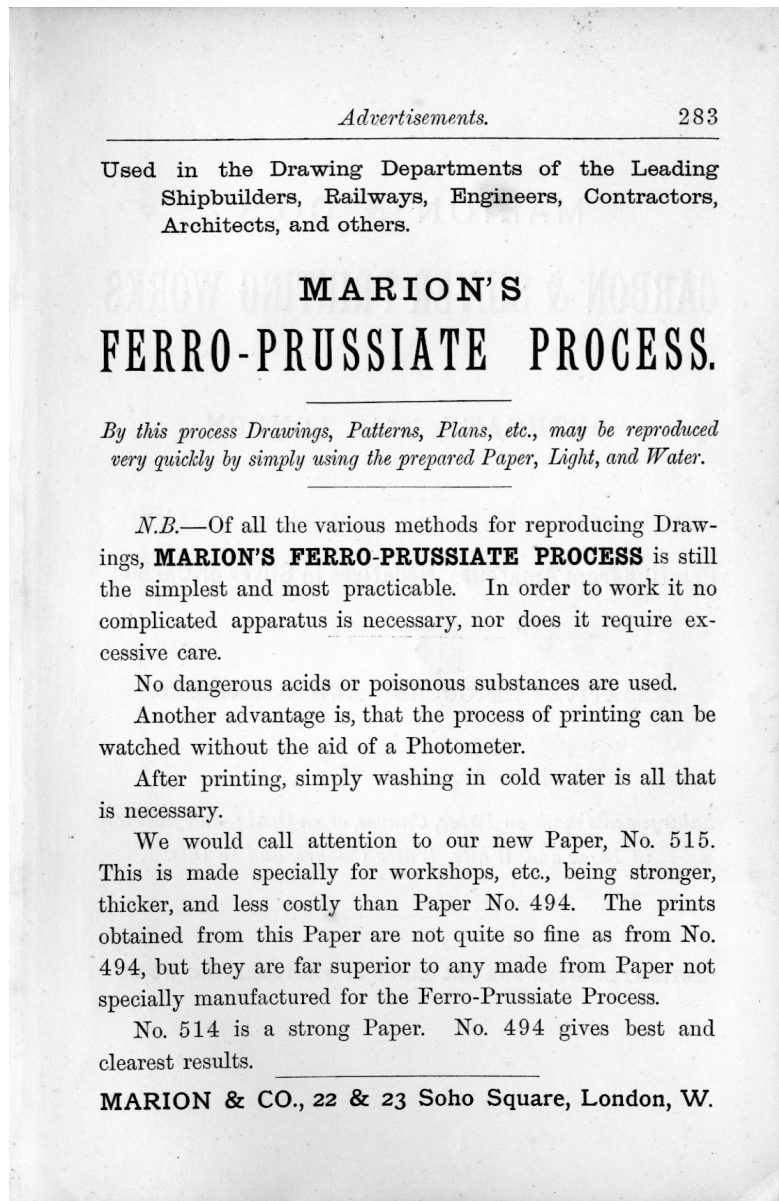 Advertisements. 283
Used in the Drawing Departments of the Leading
Shipbuilders, Railways, Engineers, Contractors,
Architects, and others.
MARION'S
FERRO-PRUSSIATE PROCESS.
By this process Drawings, Patterns, Plans, etc., may be reproduced
very quickly by simply using the prepared Paper, Light, and Water.
N.B.—Of all the various methods for reproducing Draw-
ings, MARION'S FERRO-PRUSSIATE PROCESS is still
the simplest and most practicable. In order to work it no
complicated apparatus is necessary, nor does it require ex-
cessive care.
No dangerous acids or poisonous substances are used.
Another advantage is, that the process of printing can be
watched without the aid of a Photometer.
After printing, simply washing in cold water is all that
is necessary.
We would call attention to our new Paper, No. 515.
This is made specially for workshops, etc., being stronger,
thicker, and less costly than Paper No. 494. The prints
obtained from this Paper are not quite so fine as from No.
494, but they are far superior to any made from Paper not
specially manufactured for the Ferro-Prussiate Process.
No. 514 is a strong Paper. No. 494 gives best and
clearest results.
MARION & CO., 22 & 23 Soho Square, London, W.